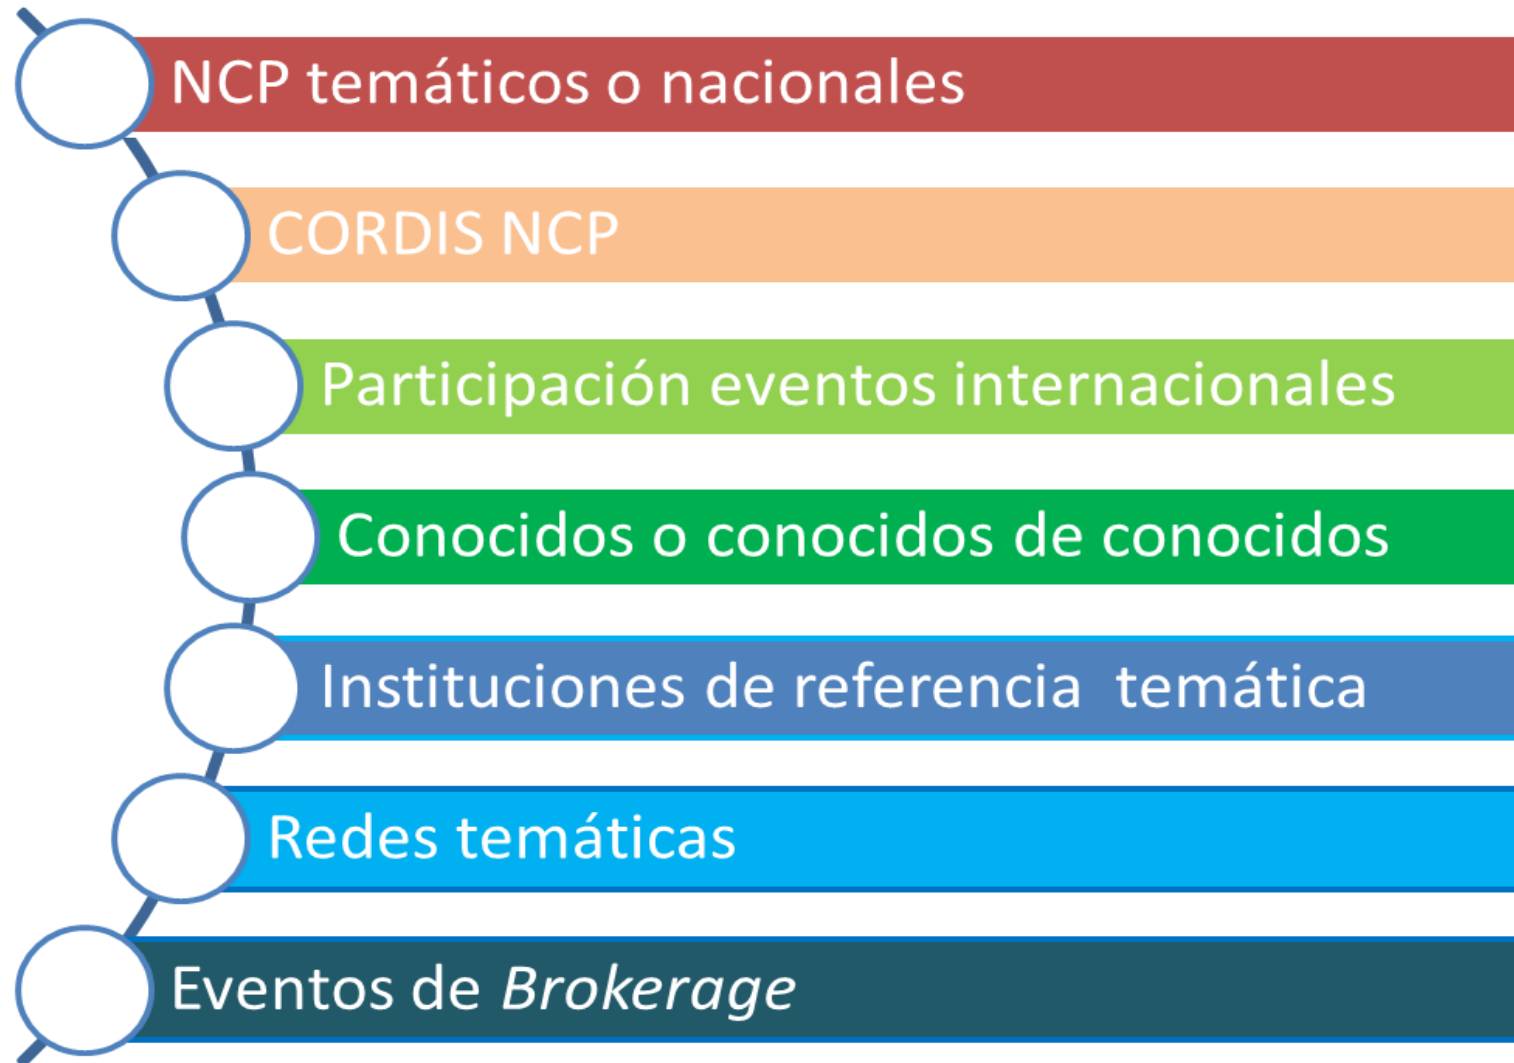 NCP temáticos o nacionales
CORDIS NCP
Participación eventos internacionales
Conocidos o conocidos de conocidos
Instituciones de referencia  temática
Redes temáticas
Eventos de Brokerage